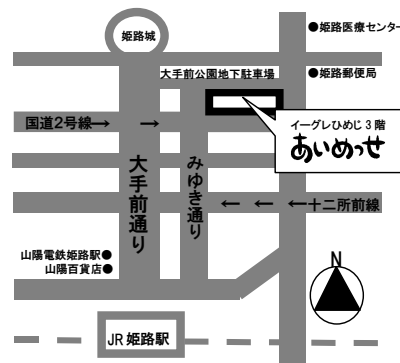 姫路城
●姫路医療センター
大手前公園地下駐車場
●姫路郵便局
イーグレひめじ3階
あいめっせ
国道2号線→ →
大手前通り
みゆき通り
← ← ←十二所前線
山陽電鉄姫路駅●
山陽百貨店●
N
JR姫路駅